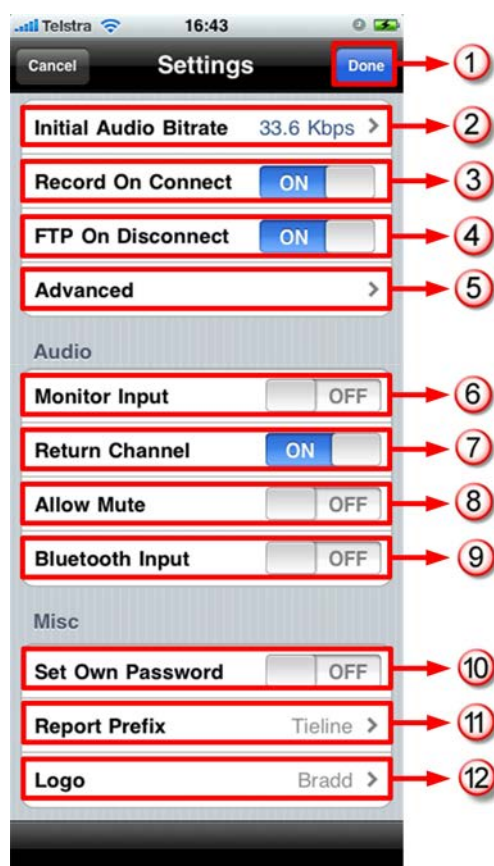 Telstra 16:43
Cancel Settings Done 1
Initial Audio Bitrate 33.6 Kbps 2
Record On Connect ON 3
FTP On Disconnect ON 4
Advanced 5
Audio
Monitor Input OFF 6
Return Channel ON 7
Allow Mute OFF 8
Bluetooth Input OFF 9
Misc
Set Own Password OFF 10
Report Prefix Tieline 11
Logo Bradd 12